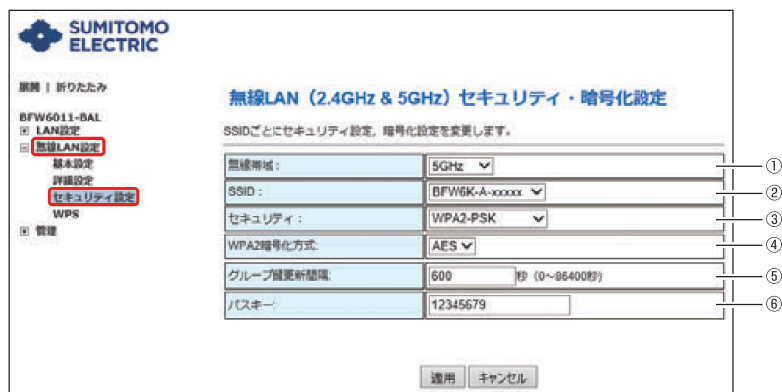 SUMITOMO
ELECTRIC
展開 | 折りたたみ
BFW6011-BAL
LAN設定
無線LAN設定
基本設定
詳細設定
セキュリティ設定
WPS
管理
無線LAN（2.4GHz & 5GHz）セキュリティ・暗号化設定
SSIDごとにセキュリティ設定, 暗号化設定を変更します。
無線帯域： 5GHz ①
SSID： BFW6K-A-xxxxx ②
セキュリティ： WPA2-PSK ③
WPA2暗号化方式: AES ④
グループ鍵更新間隔: 600 秒（0～86400秒） ⑤
パスキー: 12345679 ⑥
適用 キャンセル